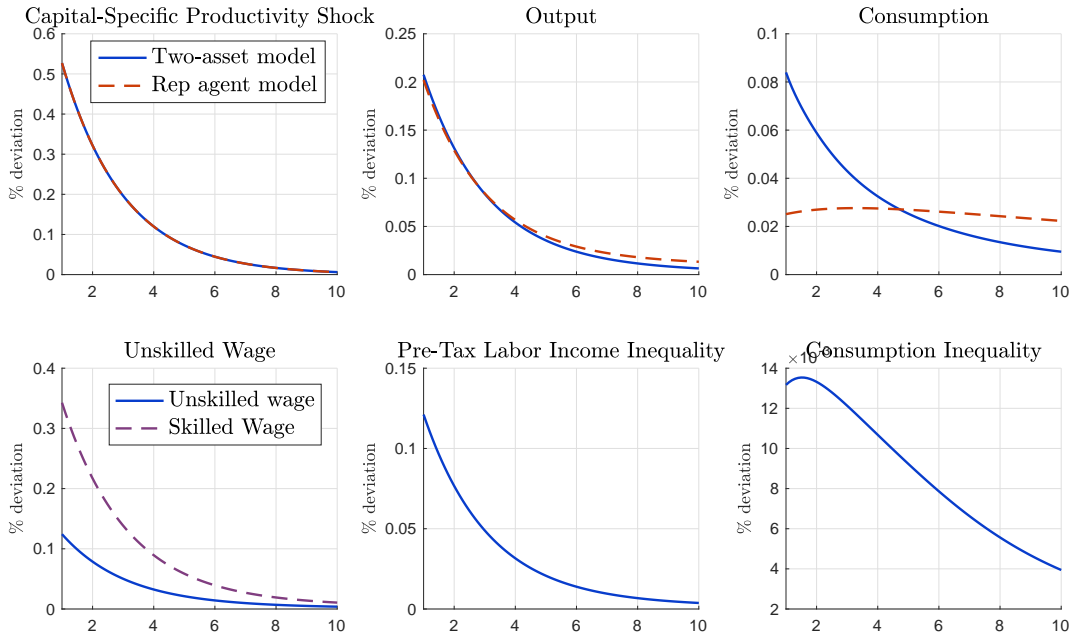 Capital-Specific Productivity Shock
% deviation
0.6
0.5
0.4
0.3
0.2
0.1
0
2 4 6 8 10
Two-asset model
Rep agent model
Output
% deviation
0.25
0.2
0.15
0.1
0.05
0
2 4 6 8 10
Consumption
% deviation
0.1
0.08
0.06
0.04
0.02
0
2 4 6 8 10
Unskilled Wage
% deviation
0.4
0.3
0.2
0.1
0
2 4 6 8 10
Unskilled wage
Skilled Wage
Pre-Tax Labor Income Inequality
% deviation
0.15
0.1
0.05
0
2 4 6 8 10
Consumption Inequality
×10
% deviation
14
12
10
8
6
4
2
2 4 6 8 10